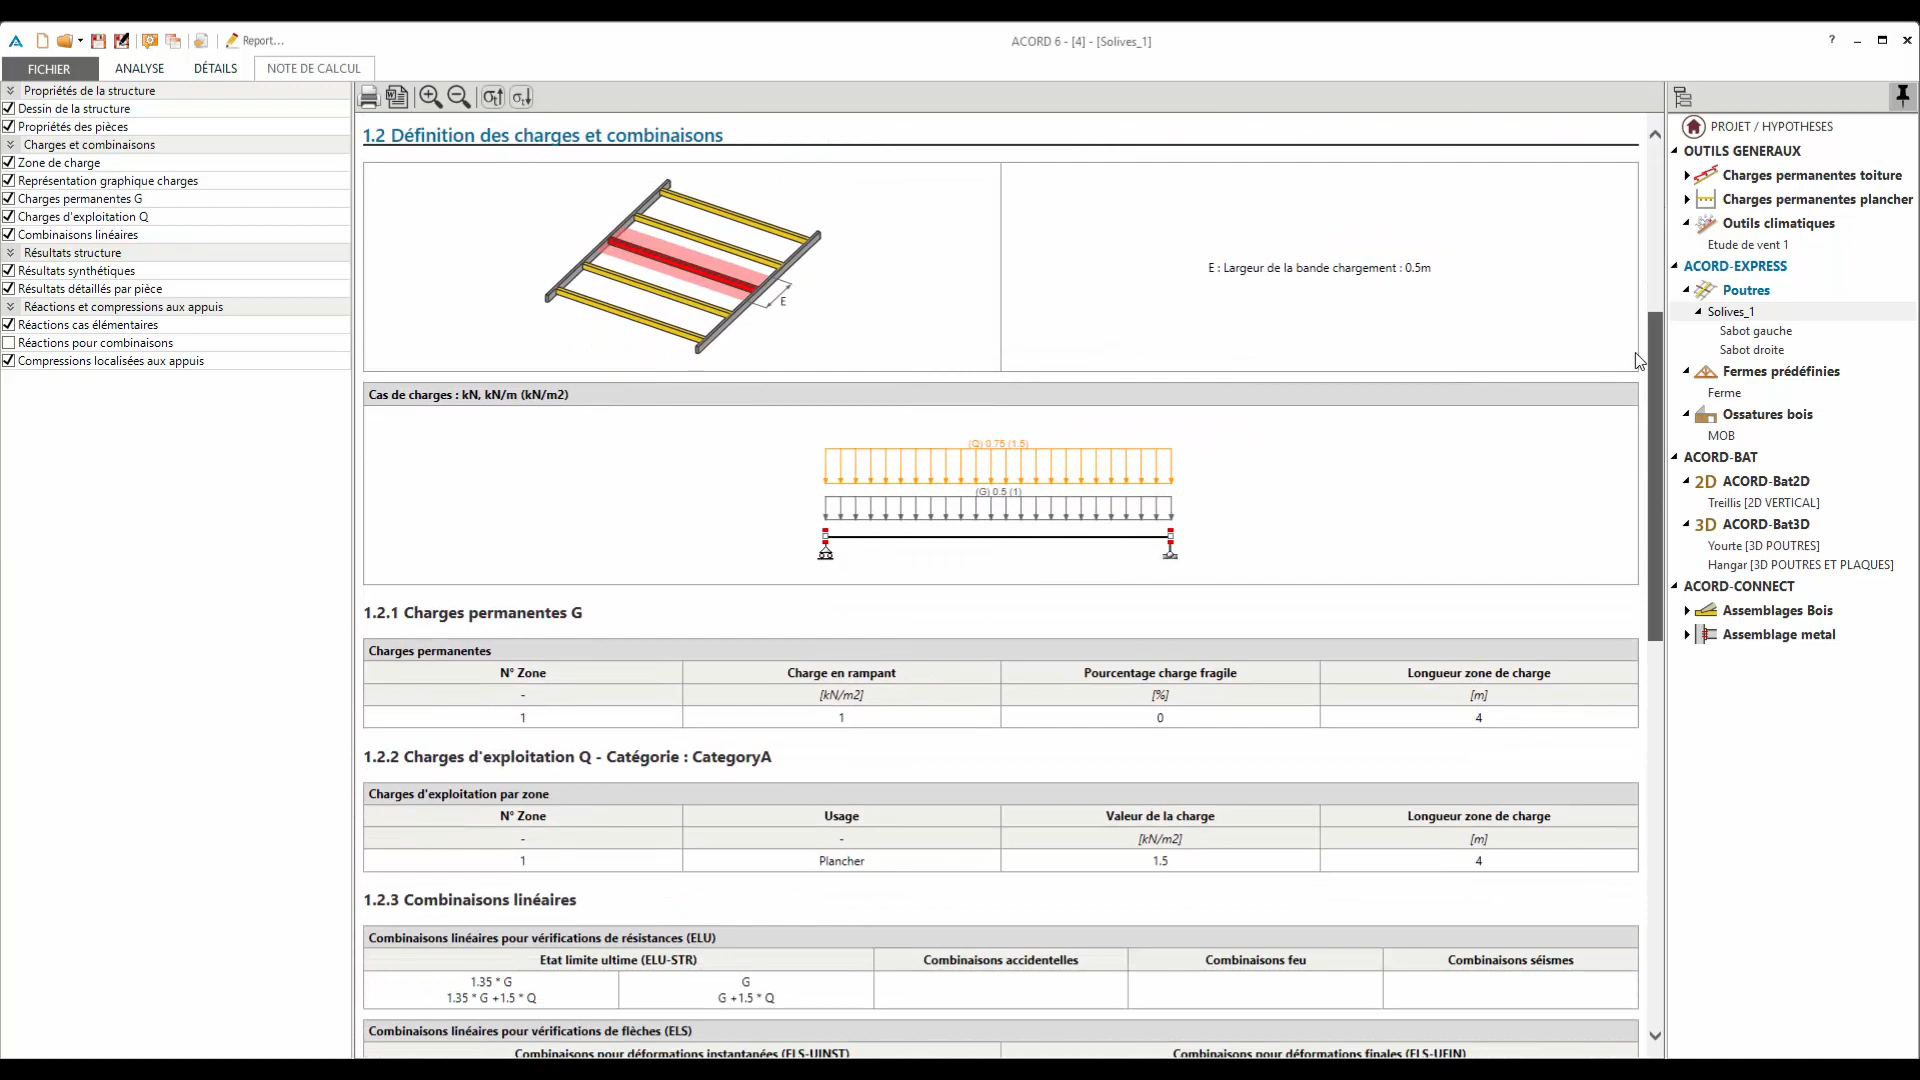 Report...
ACORD 6 - [4] - [Solives_1]
?
FICHIER
ANALYSE
DÉTAILS
NOTE DE CALCUL
Propriétés de la structure
Dessin de la structure
Propriétés des pièces
Charges et combinaisons
Zone de charge
Représentation graphique charges
Charges permanentes G
Charges d'exploitation Q
Combinaisons linéaires
Résultats structure
Résultats synthétiques
Résultats détaillés par pièce
Réactions et compressions aux appuis
Réactions cas élémentaires
Réactions pour combinaisons
Compressions localisées aux appuis
1.2 Définition des charges et combinaisons
E
E : Largeur de la bande chargement : 0.5m
Cas de charges : kN, kN/m (kN/m2)
(Q) 0.75 (1.5)
(G) 0.5 (1)
1.2.1 Charges permanentes G
Charges permanentes
N° Zone Charge en rampant Pourcentage charge fragile Longueur zone de charge
- [kN/m2] [%] [m]
1 1 0 4
1.2.2 Charges d'exploitation Q - Catégorie : CategoryA
Charges d'exploitation par zone
N° Zone Usage Valeur de la charge Longueur zone de charge
- - [kN/m2] [m]
1 Plancher 1.5 4
1.2.3 Combinaisons linéaires
Combinaisons linéaires pour vérifications de résistances (ELU)
Etat limite ultime (ELU-STR) Combinaisons accidentelles Combinaisons feu Combinaisons séismes
1.35 * G G
1.35 * G +1.5 * Q G +1.5 * Q
Combinaisons linéaires pour vérifications de flèches (ELS)
Combinaisons pour déformations instantanées (ELS-UINST) Combinaisons pour déformations finales (ELS-UFIN)
PROJET / HYPOTHESES
OUTILS GENERAUX
Charges permanentes toiture
Charges permanentes plancher
Outils climatiques
Etude de vent 1
ACORD-EXPRESS
Poutres
Solives_1
Sabot gauche
Sabot droite
Fermes prédéfinies
Ferme
Ossatures bois
MOB
ACORD-BAT
2D ACORD-Bat2D
Treillis [2D VERTICAL]
3D ACORD-Bat3D
Yourte [3D POUTRES]
Hangar [3D POUTRES ET PLAQUES]
ACORD-CONNECT
Assemblages Bois
Assemblage metal